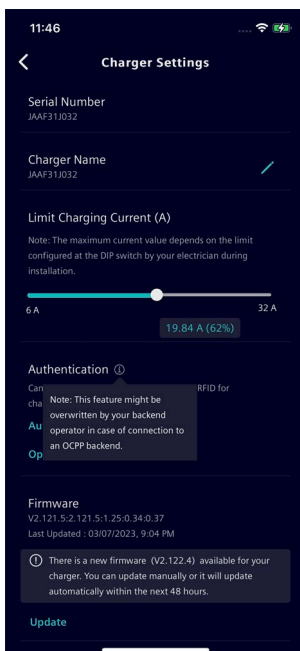 11:46
Charger Settings
Serial Number
JAAF31J032
Charger Name
JAAF31J032
Limit Charging Current (A)
Note: The maximum current value depends on the limit
configured at the DIP switch by your electrician during
installation.
6 A
32 A
19.84 A (62%)
Authentication
Can
RFID for
cha
Note: This feature might be
overwritten by your backend
operator in case of connection to
an OCPP backend.
Au
Op
Firmware
V2.121.5:2.121.5:1.25:0.34:0.37
Last Updated : 03/07/2023, 9:04 PM
There is a new firmware (V2.122.4) available for your
charger. You can update manually or it will update
automatically within the next 48 hours.
Update